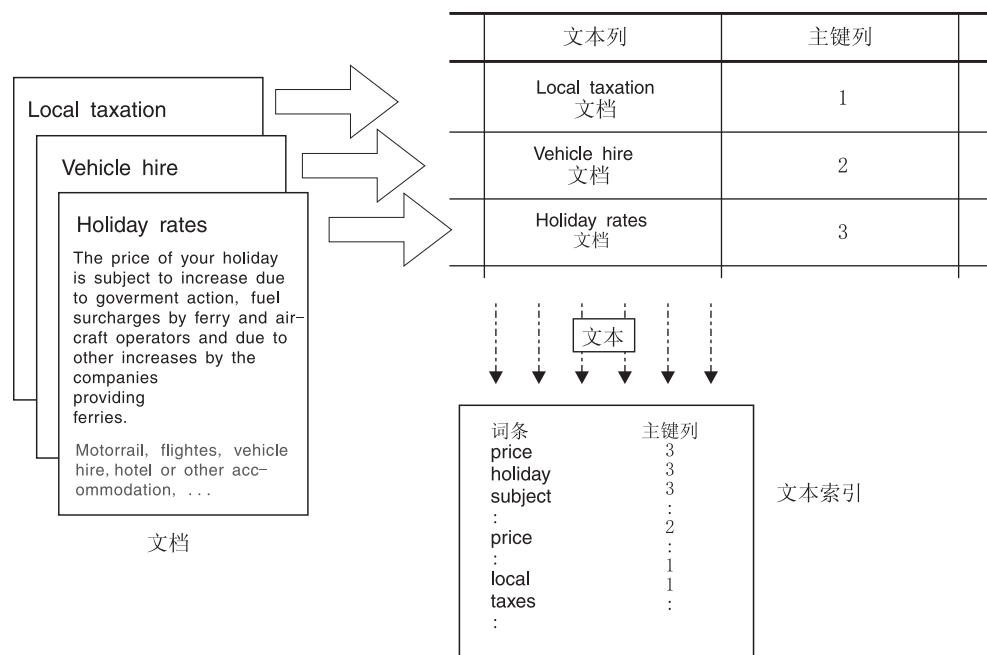 文本列 主键列
Local taxation
文档
1
Vehicle hire
文档
2
Holiday rates
文档
3
Local taxation
Vehicle hire
Holiday rates
The price of your holiday
is subject to increase due
to goverment action, fuel
surcharges by ferry and air-
craft operators and due to
other increases by the
companies
providing
ferries.
Motorrail, flightes, vehicle
hire, hotel or other acc-
ommodation, ...
文档
文本
词条 主键列
price 3
holiday 3
subject 3
: :
price 2
: :
local 1
taxes 1
: :
文本索引